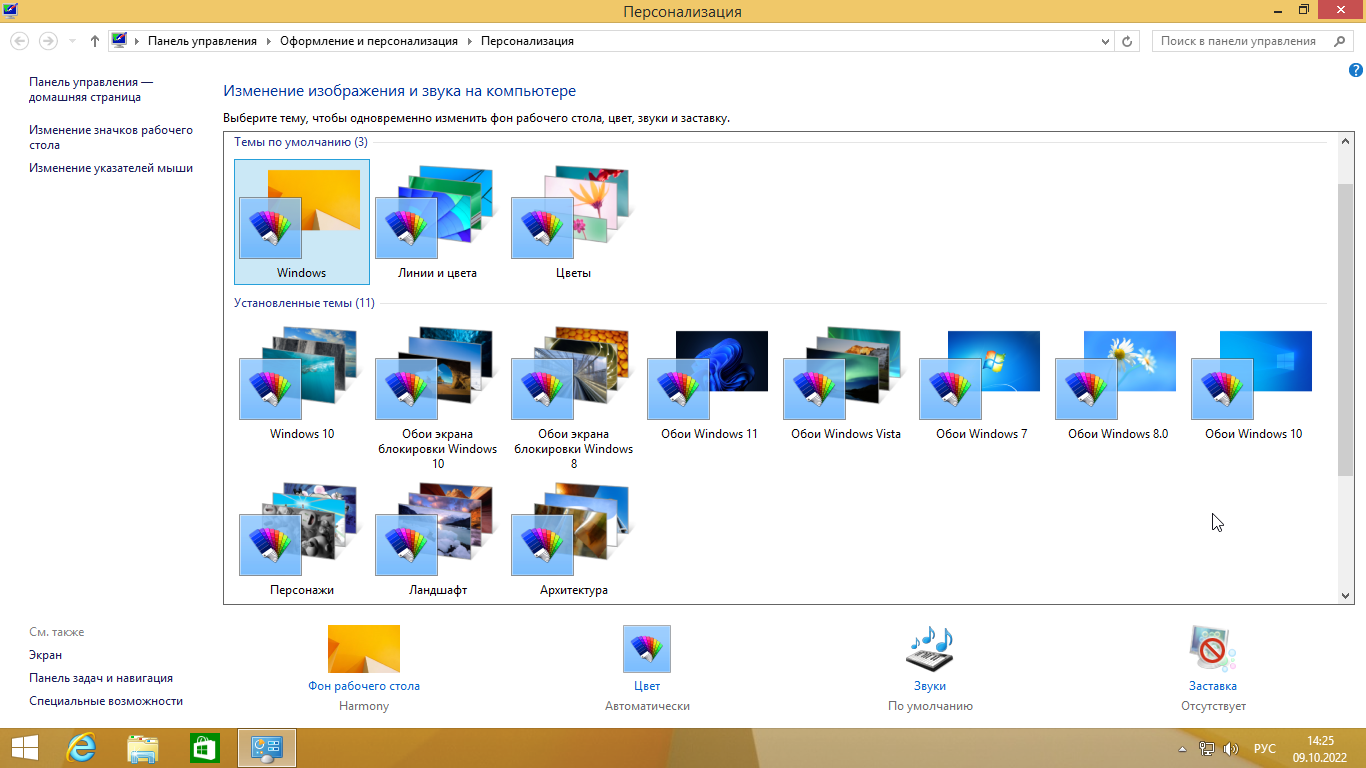 Персонализация
Панель управления
Оформление и персонализация
Персонализация
Поиск в панели управления
Панель управления —
домашняя страница
Изменение значков рабочего
стола
Изменение указателей мыши
Изменение изображения и звука на компьютере
Выберите тему, чтобы одновременно изменить фон рабочего стола, цвет, звуки и заставку.
Темы по умолчанию (3)
Windows
Линии и цвета
Цветы
Установленные темы (11)
Windows 10
Обои экрана
блокировки Windows
10
Обои экрана
блокировки Windows
8
Обои Windows 11
Обои Windows Vista
Обои Windows 7
Обои Windows 8.0
Обои Windows 10
Персонажи
Ландшафт
Архитектура
См. также
Экран
Панель задач и навигация
Специальные возможности
Фон рабочего стола
Harmony
Цвет
Автоматически
Звуки
По умолчанию
Заставка
Отсутствует
РУС
14:25
09.10.2022